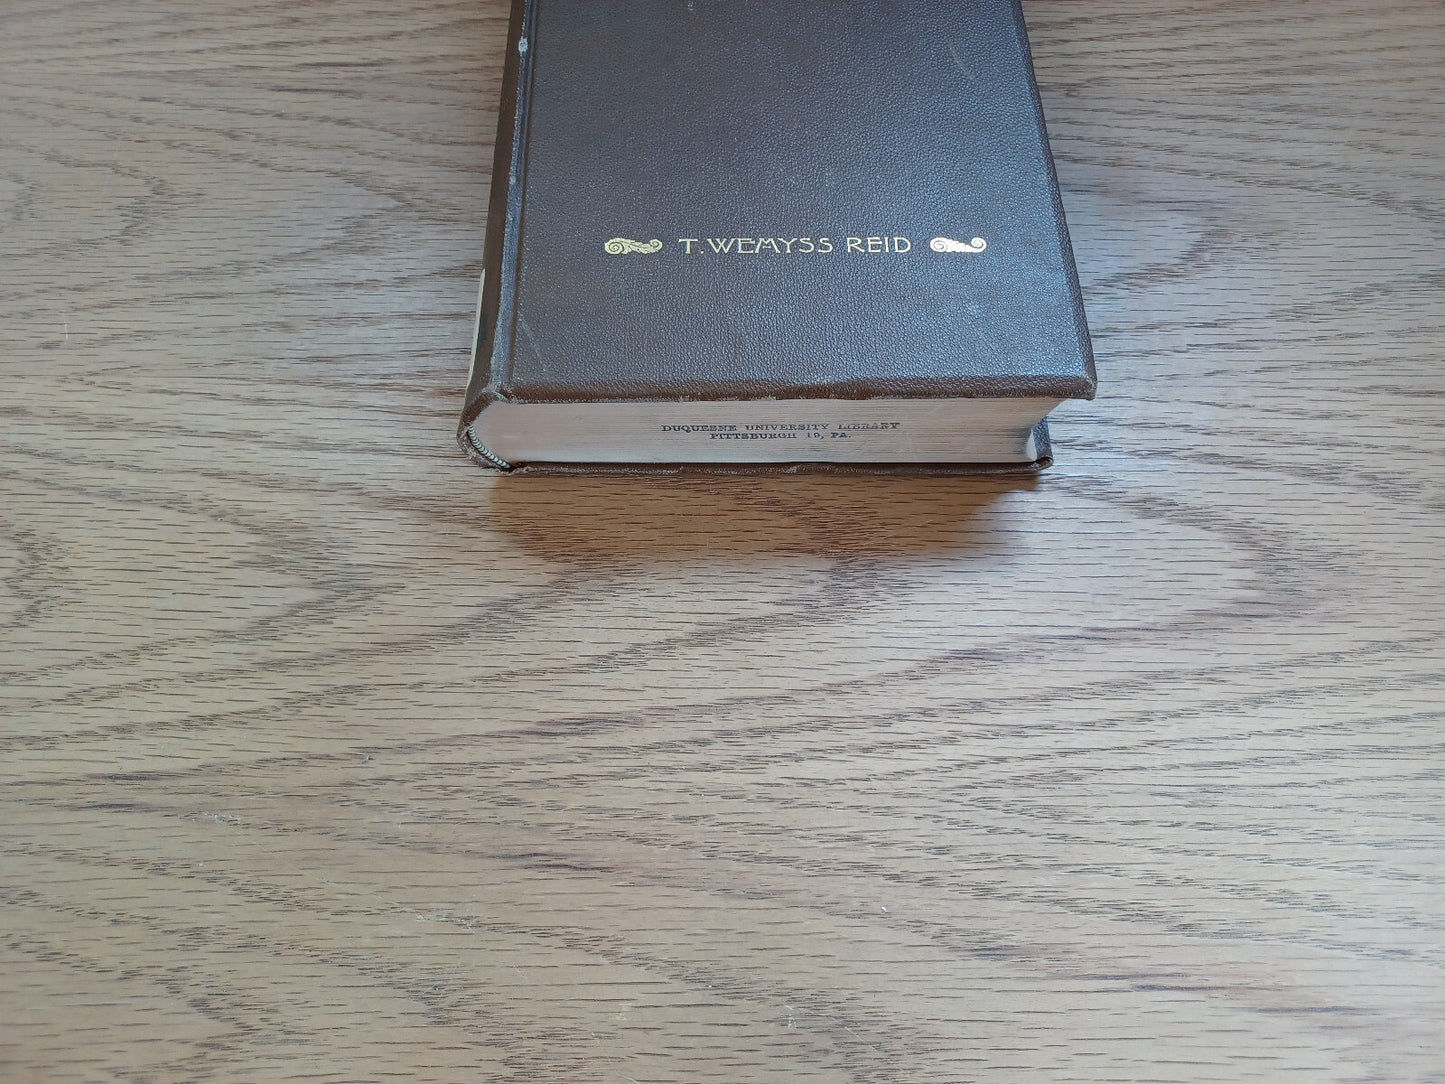 T. WEMYSS REID
DUQUESNE UNIVERSITY LIBRARY
PITTSBURGH 19, PA.